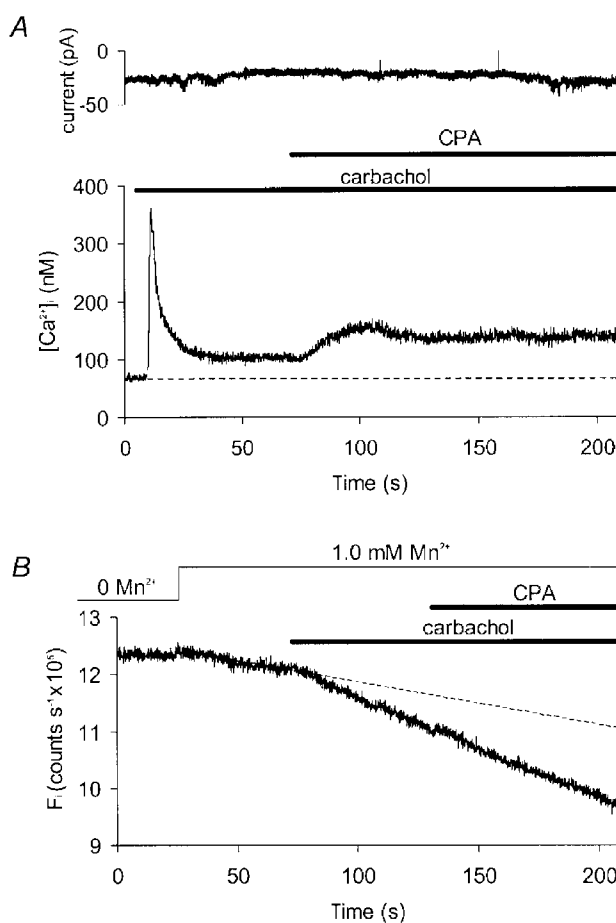 A
current (pA)
0
-50
CPA
carbachol
[Ca²⁺]ᵢ (nM)
400
300
200
100
0
0 50 100 150 200
Time (s)
B
1.0 mM Mn²⁺
0 Mn²⁺
CPA
carbachol
Fᵢ (counts s⁻¹ x10⁵)
13
12
11
10
9
0 50 100 150 200
Time (s)